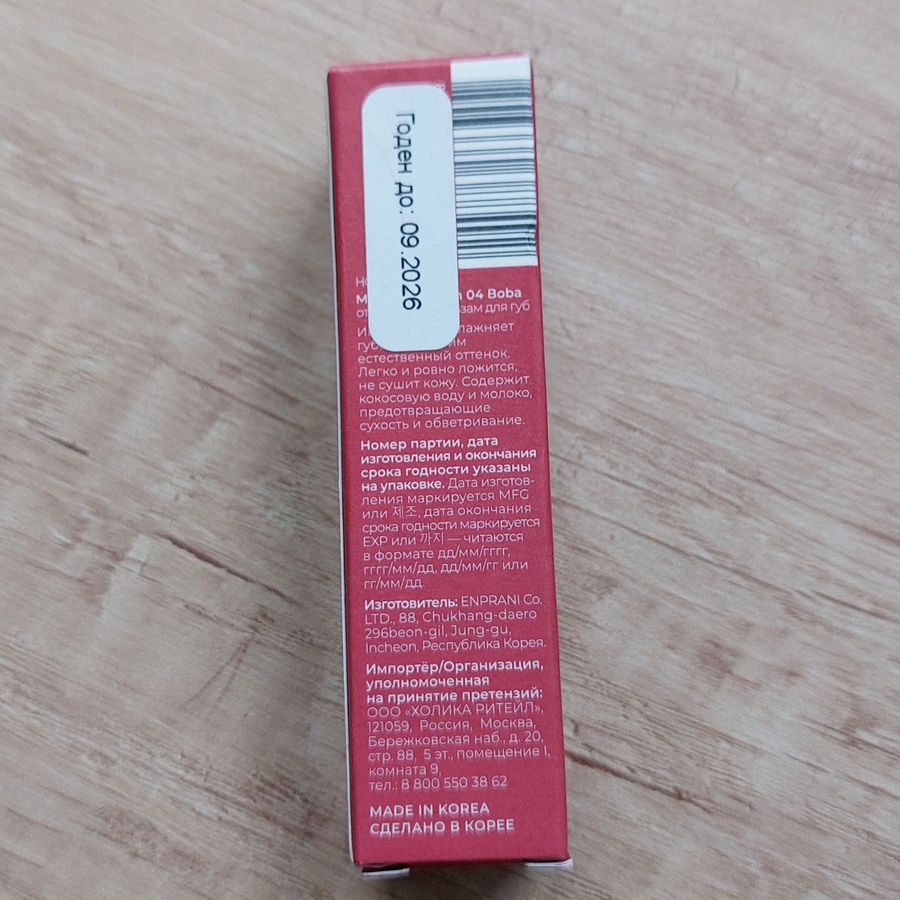 Годен до: 09.2026
04 Boba
для губ
естественный оттенок.
Легко и ровно ложится,
не сушит кожу. Содержит
кокосовую воду и молоко,
предотвращающие
сухость и обветривание.
Номер партии, дата
изготовления и окончания
срока годности указаны
на упаковке. Дата изготов-
ления маркируется MFG
или 제조, дата окончания
срока годности маркируется
EXP или 까지 — читаются
в формате дд/мм/гггг,
гггг/мм/дд, дд/мм/гг или
гг/мм/дд.
Изготовитель: ENPRANI Co.
LTD., 88, Chukhang-daero
296beon-gil, Jung-gu,
Incheon, Республика Корея.
Импортёр/Организация,
уполномоченная
на принятие претензий:
ООО «ХОЛИКА РИТЕЙЛ»,
121059, Россия, Москва,
Бережковская наб., д. 20,
стр. 88, 5 эт., помещение I,
комната 9,
тел.: 8 800 550 38 62
MADE IN KOREA
СДЕЛАНО В КОРЕЕ